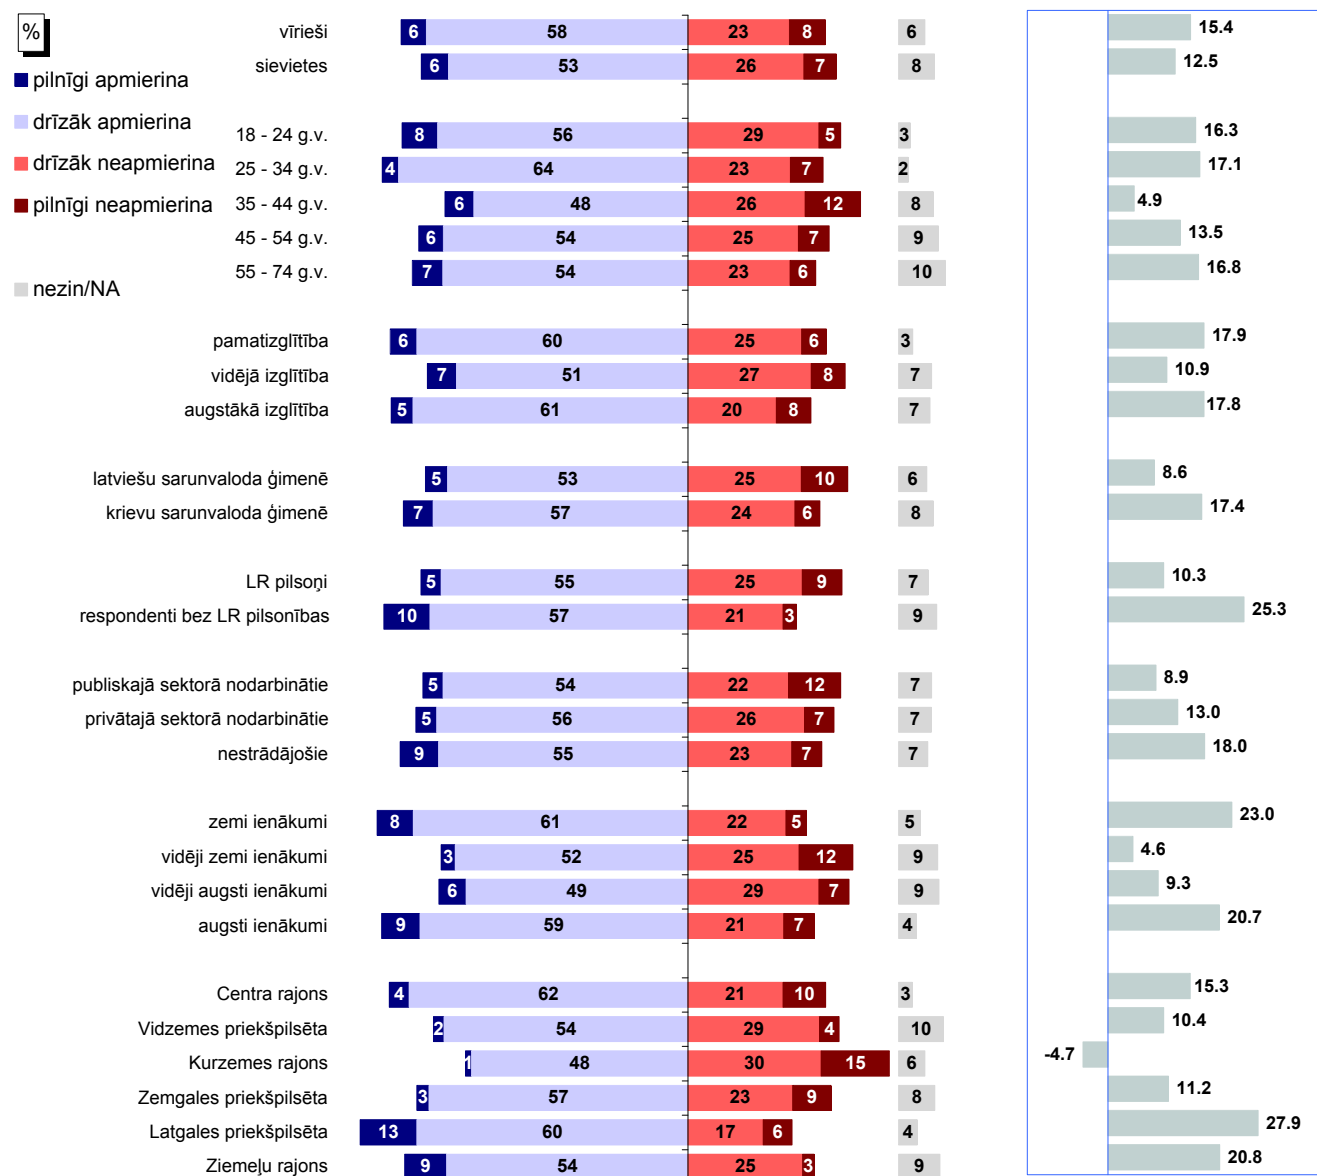 %
pilnīgi apmierina
drīzāk apmierina
drīzāk neapmierina
pilnīgi neapmierina
nezin/NA
vīrieši 6 58 23 8 6 15.4
sievietes 6 53 26 7 8 12.5
18 - 24 g.v. 8 56 29 5 3 16.3
25 - 34 g.v. 4 64 23 7 2 17.1
35 - 44 g.v. 6 48 26 12 8 4.9
45 - 54 g.v. 6 54 25 7 9 13.5
55 - 74 g.v. 7 54 23 6 10 16.8
pamatizglītība 6 60 25 6 3 17.9
vidējā izglītība 7 51 27 8 7 10.9
augstākā izglītība 5 61 20 8 7 17.8
latviešu sarunvaloda ģimenē 5 53 25 10 6 8.6
krievu sarunvaloda ģimenē 7 57 24 6 8 17.4
LR pilsoņi 5 55 25 9 7 10.3
respondenti bez LR pilsonības 10 57 21 3 9 25.3
publiskajā sektorā nodarbinātie 5 54 22 12 7 8.9
privātajā sektorā nodarbinātie 5 56 26 7 7 13.0
nestrādājošie 9 55 23 7 7 18.0
zemi ienākumi 8 61 22 5 5 23.0
vidēji zemi ienākumi 3 52 25 12 9 4.6
vidēji augsti ienākumi 6 49 29 7 9 9.3
augsti ienākumi 9 59 21 7 4 20.7
Centra rajons 4 62 21 10 3 15.3
Vidzemes priekšpilsēta 2 54 29 4 10 10.4
Kurzemes rajons 1 48 30 15 6 -4.7
Zemgales priekšpilsēta 3 57 23 9 8 11.2
Latgales priekšpilsēta 13 60 17 6 4 27.9
Ziemeļu rajons 9 54 25 3 9 20.8